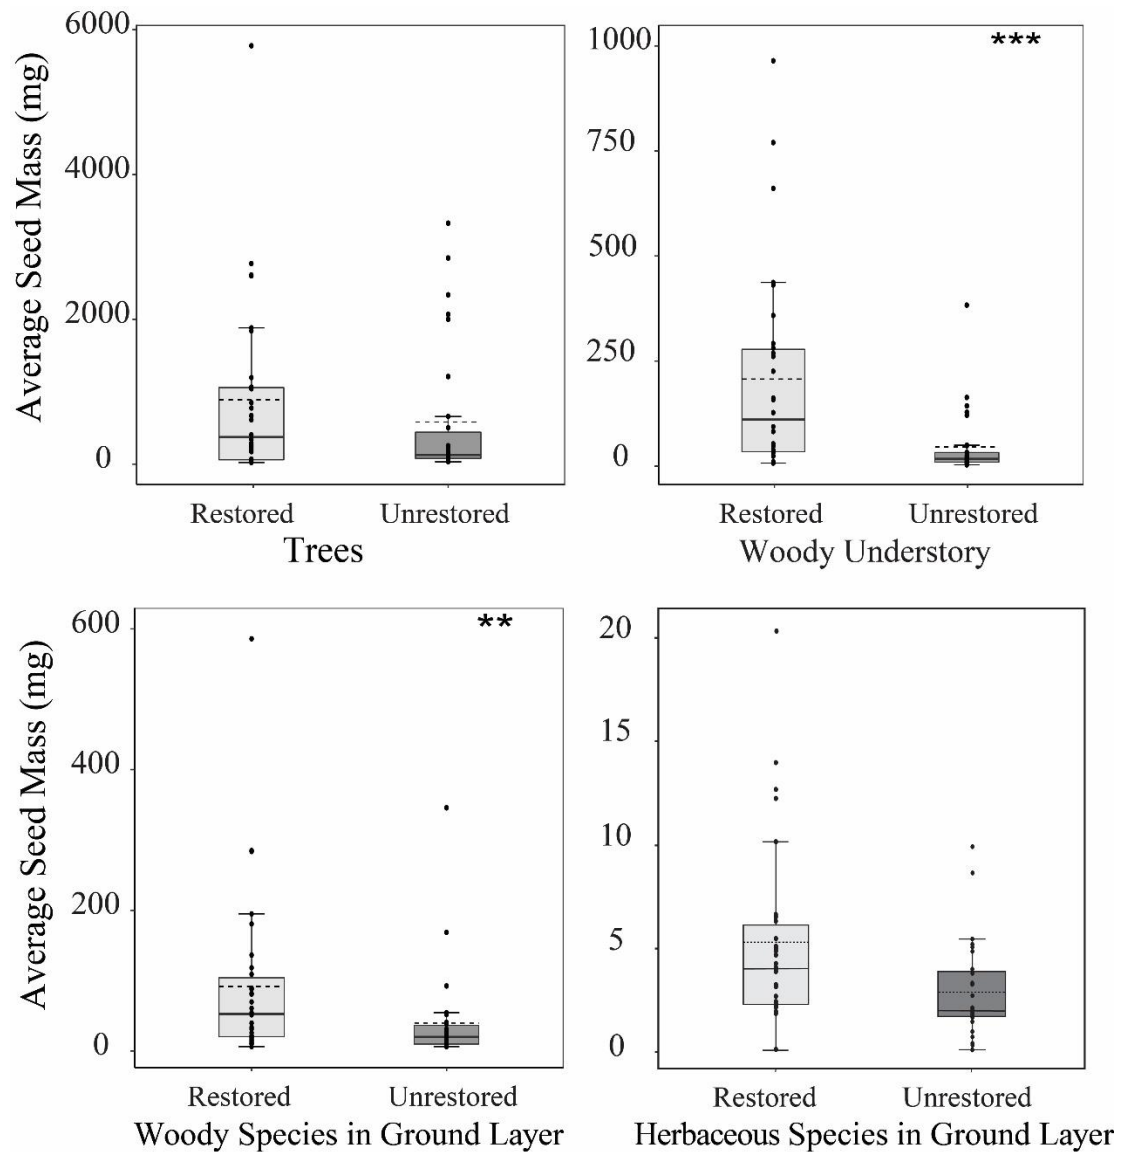 Average Seed Mass (mg)
6000
4000
2000
0
Restored Unrestored
Trees
***
1000
750
500
250
0
Restored Unrestored
Woody Understory
Average Seed Mass (mg)
**
600
400
200
0
Restored Unrestored
Woody Species in Ground Layer
20
15
10
5
0
Restored Unrestored
Herbaceous Species in Ground Layer